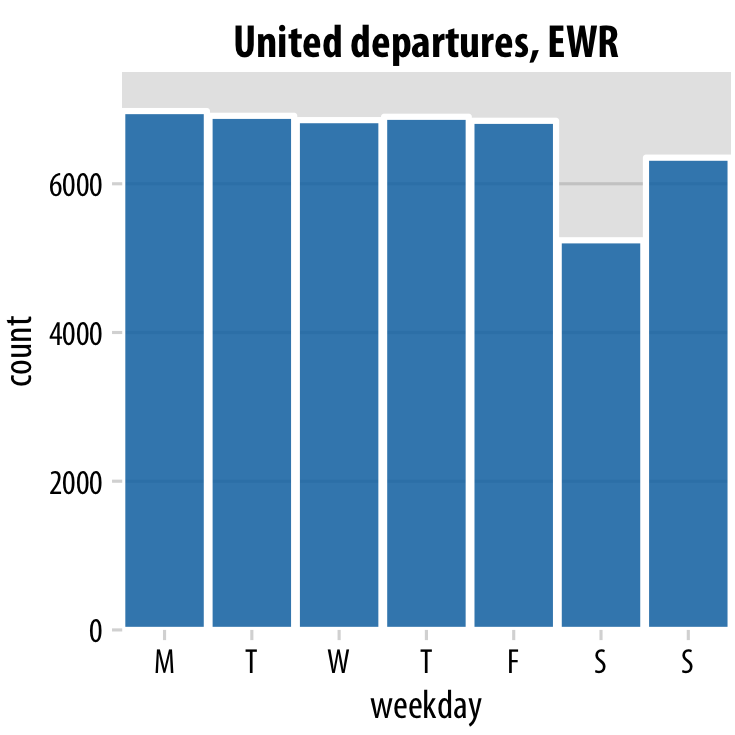 United departures, EWR
6000
4000
2000
0
count
M T W T F S S
weekday